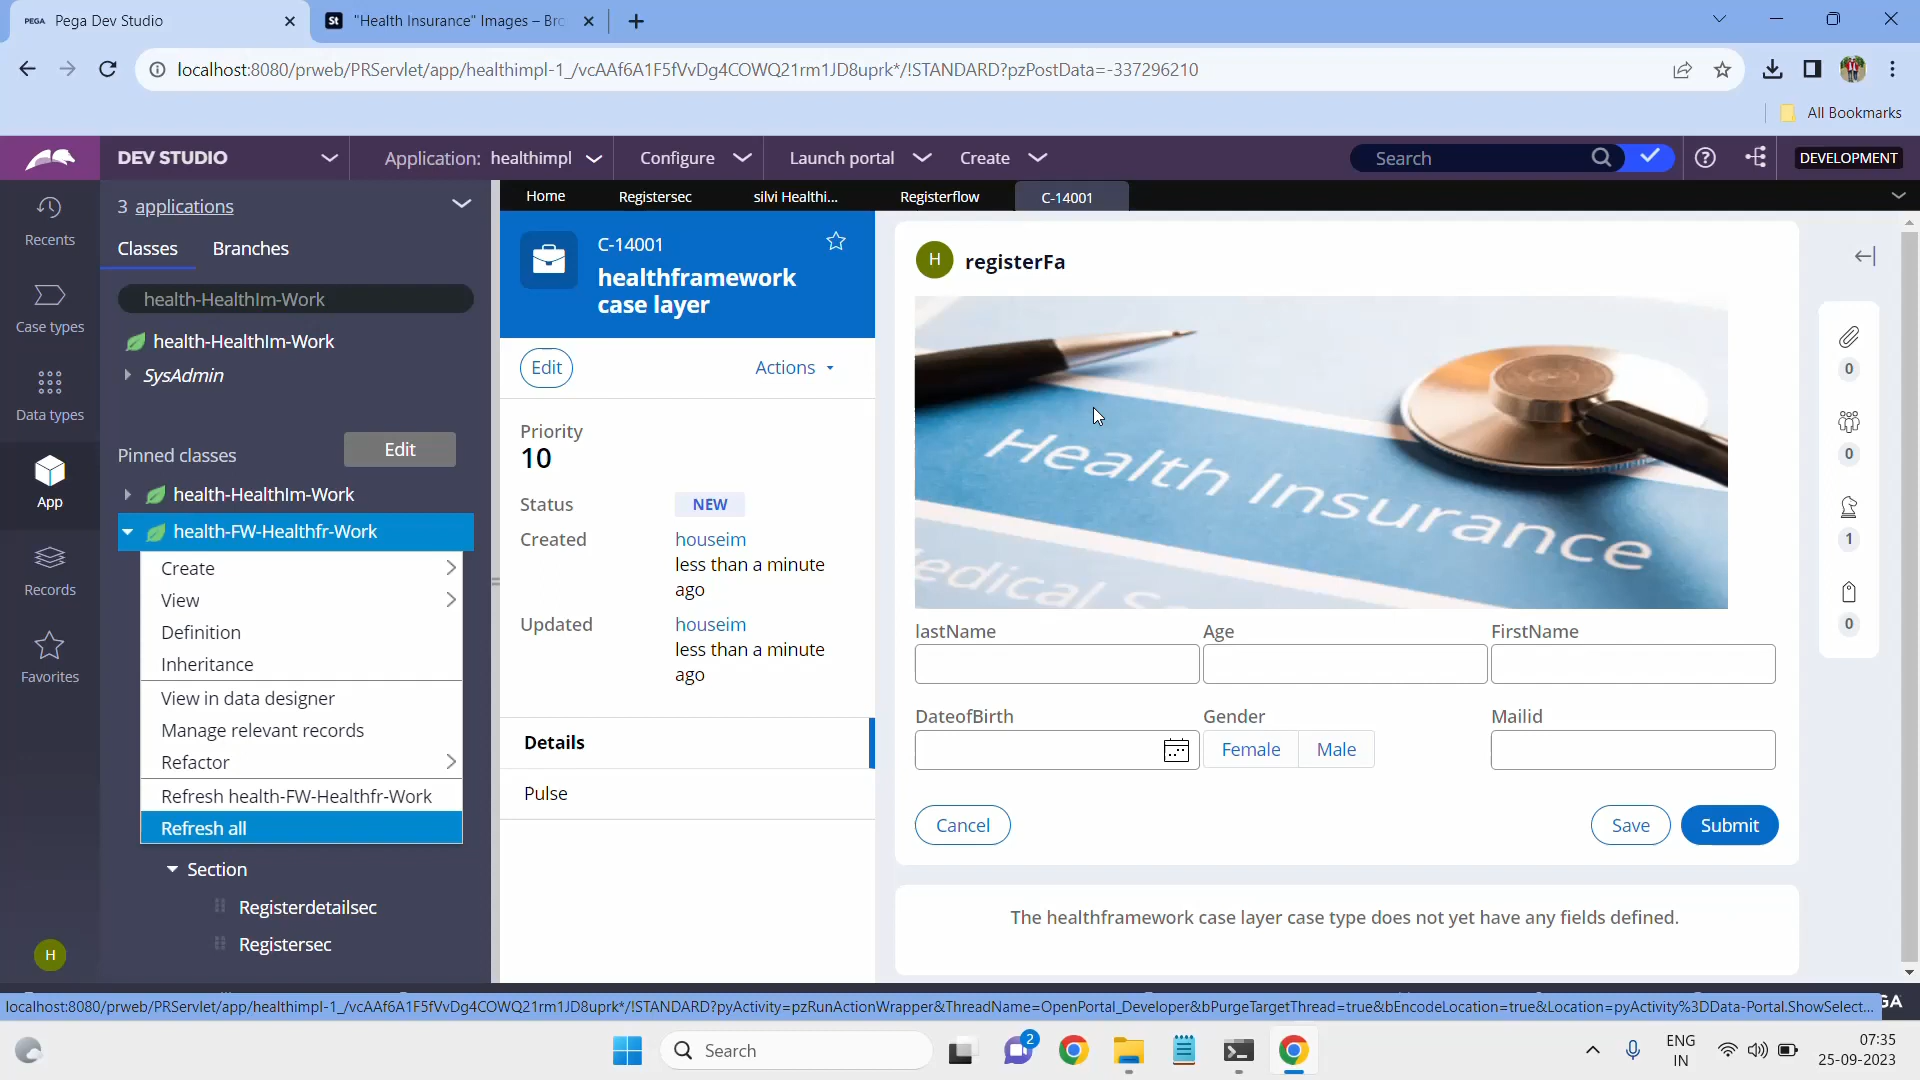 PEGA Pega Dev Studio
St "Health Insurance" Images – Bro
localhost:8080/prweb/PRServlet/app/healthimpl-1_/vcAAf6A1F5fVvDg4COWQ21rm1JD8uprk*/!STANDARD?pzPostData=-337296210
All Bookmarks
DEV STUDIO
Application: healthimpl
Configure
Launch portal
Create
Search
DEVELOPMENT
Recents
Case types
Data types
App
Records
Favorites
H
3 applications
Classes
Branches
health-HealthIm-Work
health-HealthIm-Work
SysAdmin
Pinned classes
Edit
health-HealthIm-Work
health-FW-Healthfr-Work
Create
View
Definition
Inheritance
View in data designer
Manage relevant records
Refactor
Refresh health-FW-Healthfr-Work
Refresh all
Section
Registerdetailsec
Registersec
Home
Registersec
silvi Healthi...
Registerflow
C-14001
C-14001
healthframework
case layer
Edit
Actions
Priority
10
Status
NEW
Created
houseim
less than a minute
ago
Updated
houseim
less than a minute
ago
Details
Pulse
H registerFa
Health Insurance
lastName
Age
FirstName
DateofBirth
Gender
Female
Male
Mailid
Cancel
Save
Submit
The healthframework case layer case type does not yet have any fields defined.
0
0
1
0
localhost:8080/prweb/PRServlet/app/healthimpl-1_/vcAAf6A1F5fVvDg4COWQ21rm1JD8uprk*/!STANDARD?pyActivity=pzRunActionWrapper&ThreadName=OpenPortal_Developer&bPurgeTargetThread=true&bEncodeLocation=true&Location=pyActivity%3DData-Portal.ShowSelect...
Search
2
ENG
IN
07:35
25-09-2023